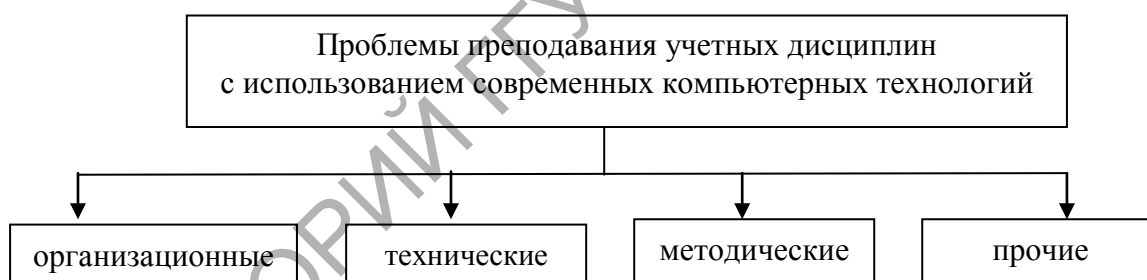 Проблемы преподавания учетных дисциплин
с использованием современных компьютерных технологий
организационные
технические
методические
прочие